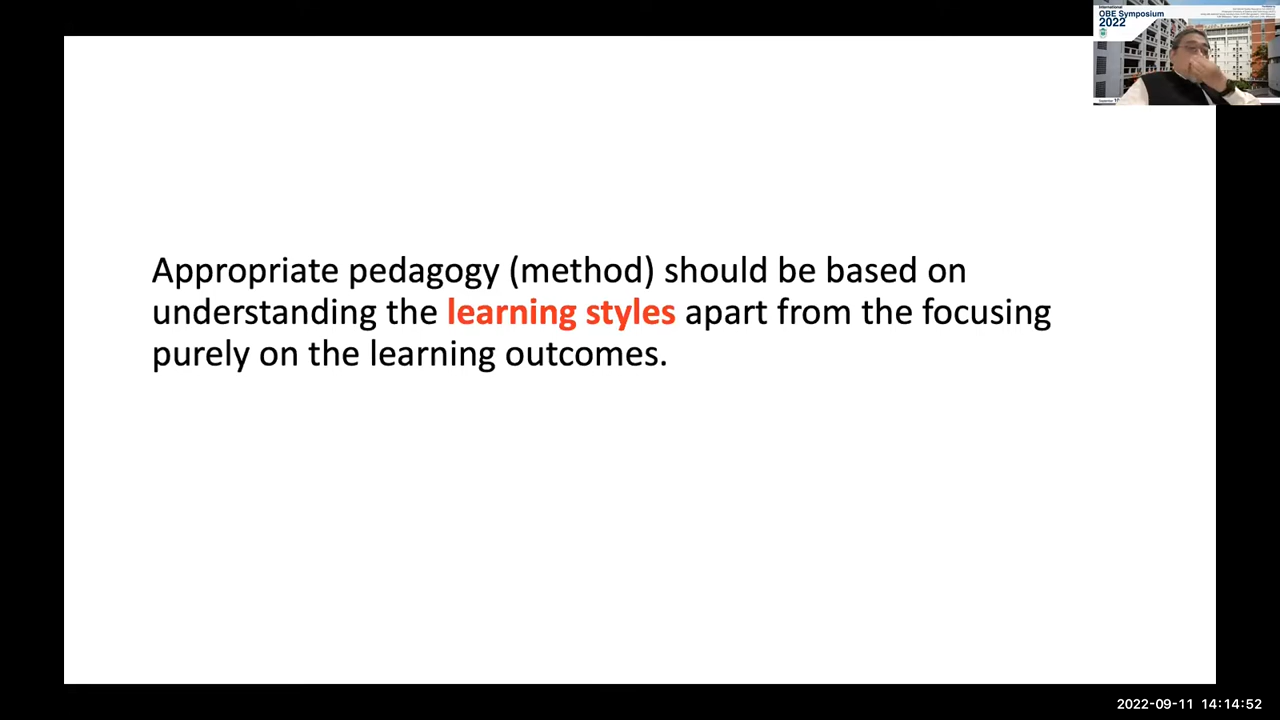 International
OBE Symposium
2022
Appropriate pedagogy (method) should be based on
understanding the learning styles apart from the focusing
purely on the learning outcomes.
2022-09-11 14:14:52